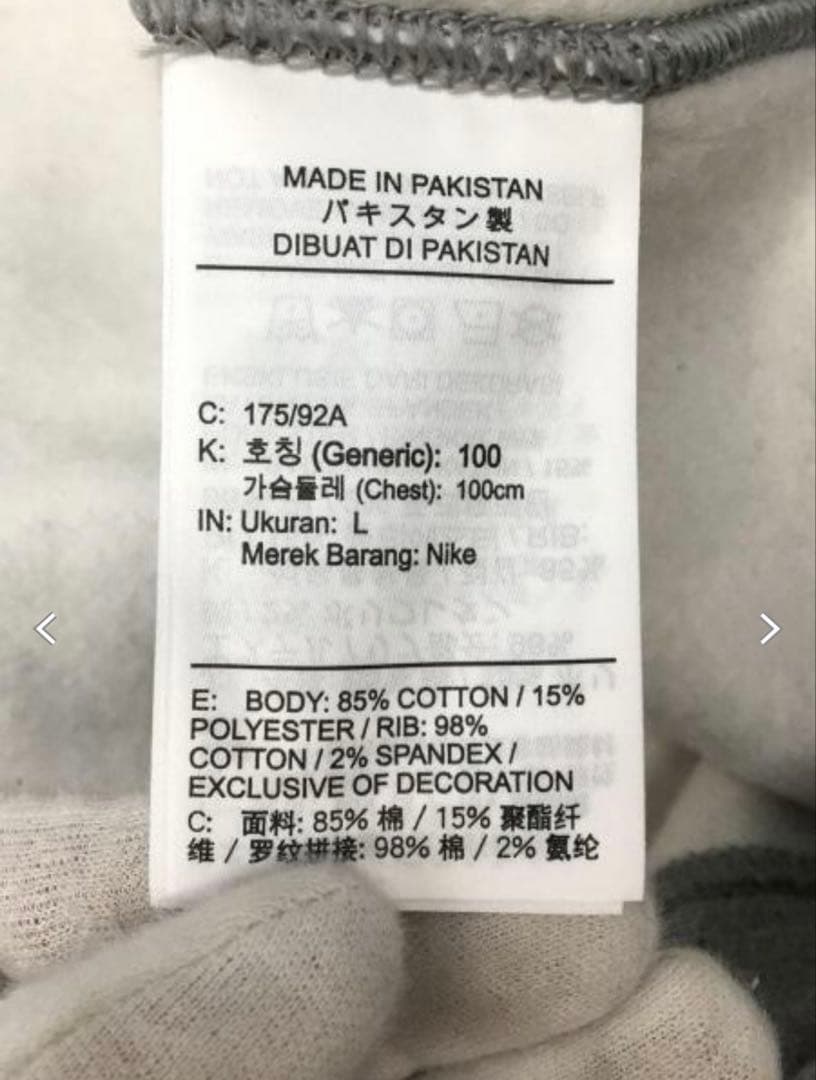 MADE IN PAKISTAN
パキスタン製
DIBUAT DI PAKISTAN
C: 175/92A
K: 호칭 (Generic): 100
가슴둘레 (Chest): 100cm
IN: Ukuran: L
Merek Barang: Nike
E: BODY: 85% COTTON / 15%
POLYESTER / RIB: 98%
COTTON / 2% SPANDEX /
EXCLUSIVE OF DECORATION
C: 面料: 85% 棉 / 15% 聚酯纤
维 / 罗纹拼接: 98% 棉 / 2% 氨纶